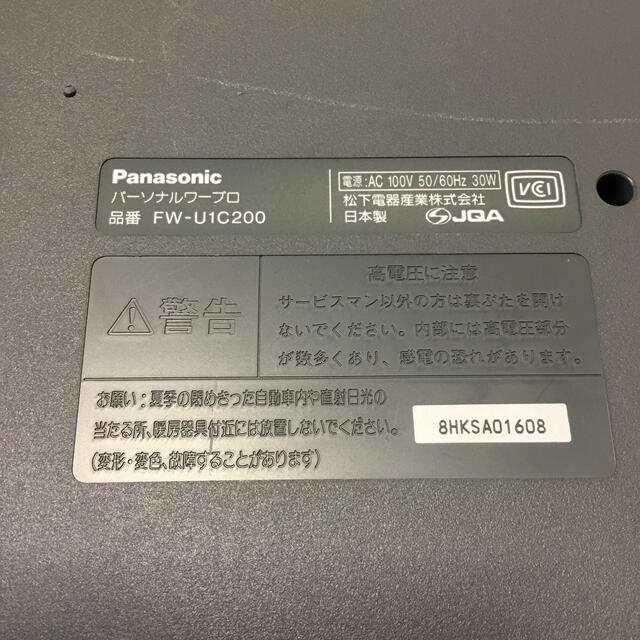 Panasonic
パーソナルワープロ
品番 FW-U1C200
電源:AC 100V 50/60Hz 30W
松下電器産業株式会社
日本製 JQA
VCI
警告
高電圧に注意
サービスマン以外の方は裏ぶたを開け
ないでください。内部には高電圧部分
が数多くあり、感電の恐れがあります。
お願い:夏季の閉めきった自動車内や直射日光の
当たる所、暖房器具付近には放置しないでください。
(変形・変色、故障することがあります)
8HKSA01608